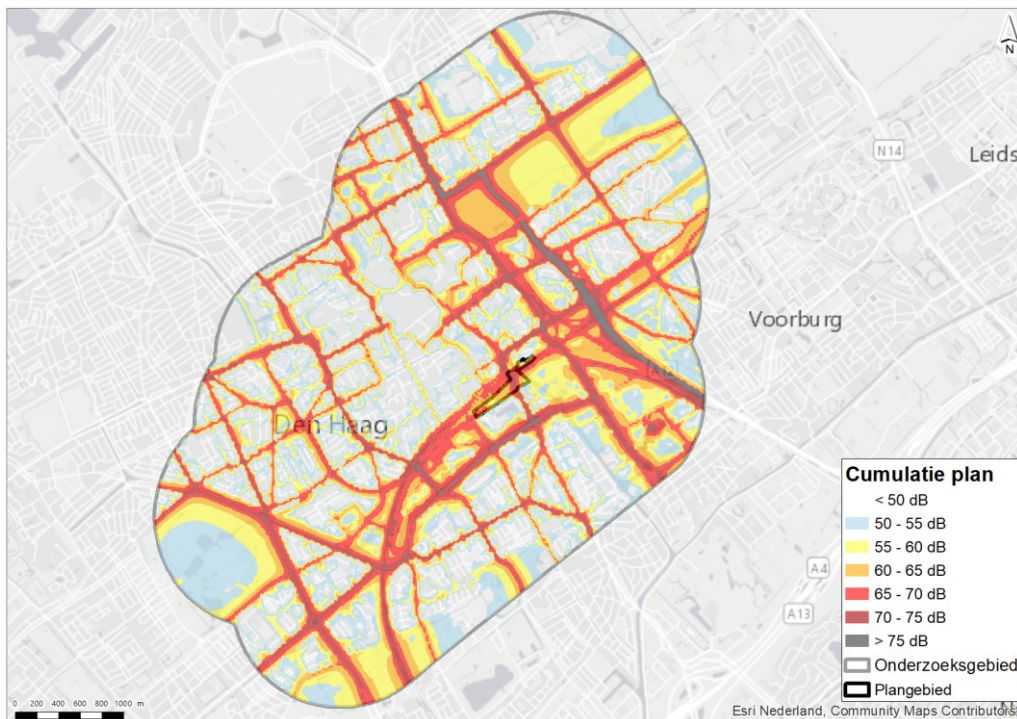 N
N14
Leids
Voorburg
Den Haag
A4
A13
Cumulatie plan
< 50 dB
50 - 55 dB
55 - 60 dB
60 - 65 dB
65 - 70 dB
70 - 75 dB
> 75 dB
Onderzoeksgebied
Plangebied
0 200 400 600 800 1000 m
Esri Nederland, Community Maps Contributors